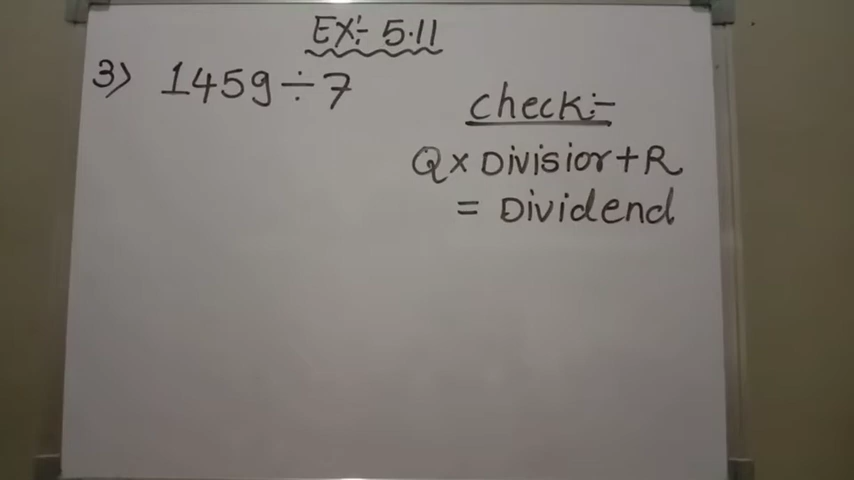 EX:- 5.11
3) 1459÷7
Check:-
Q× Divisior+R
= Dividend